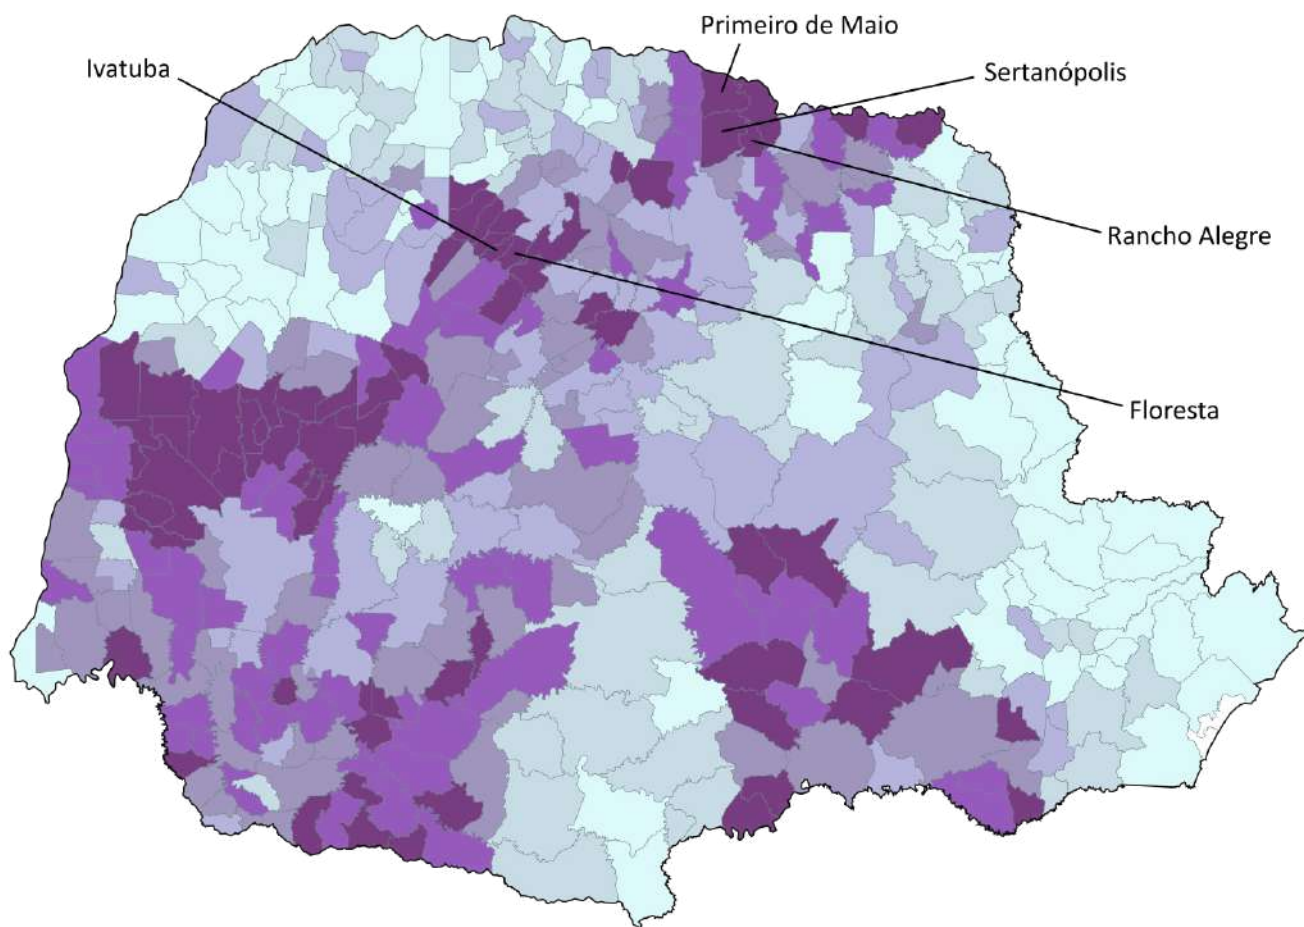 Primeiro de Maio
Ivatuba
Sertanópolis
Rancho Alegre
Floresta